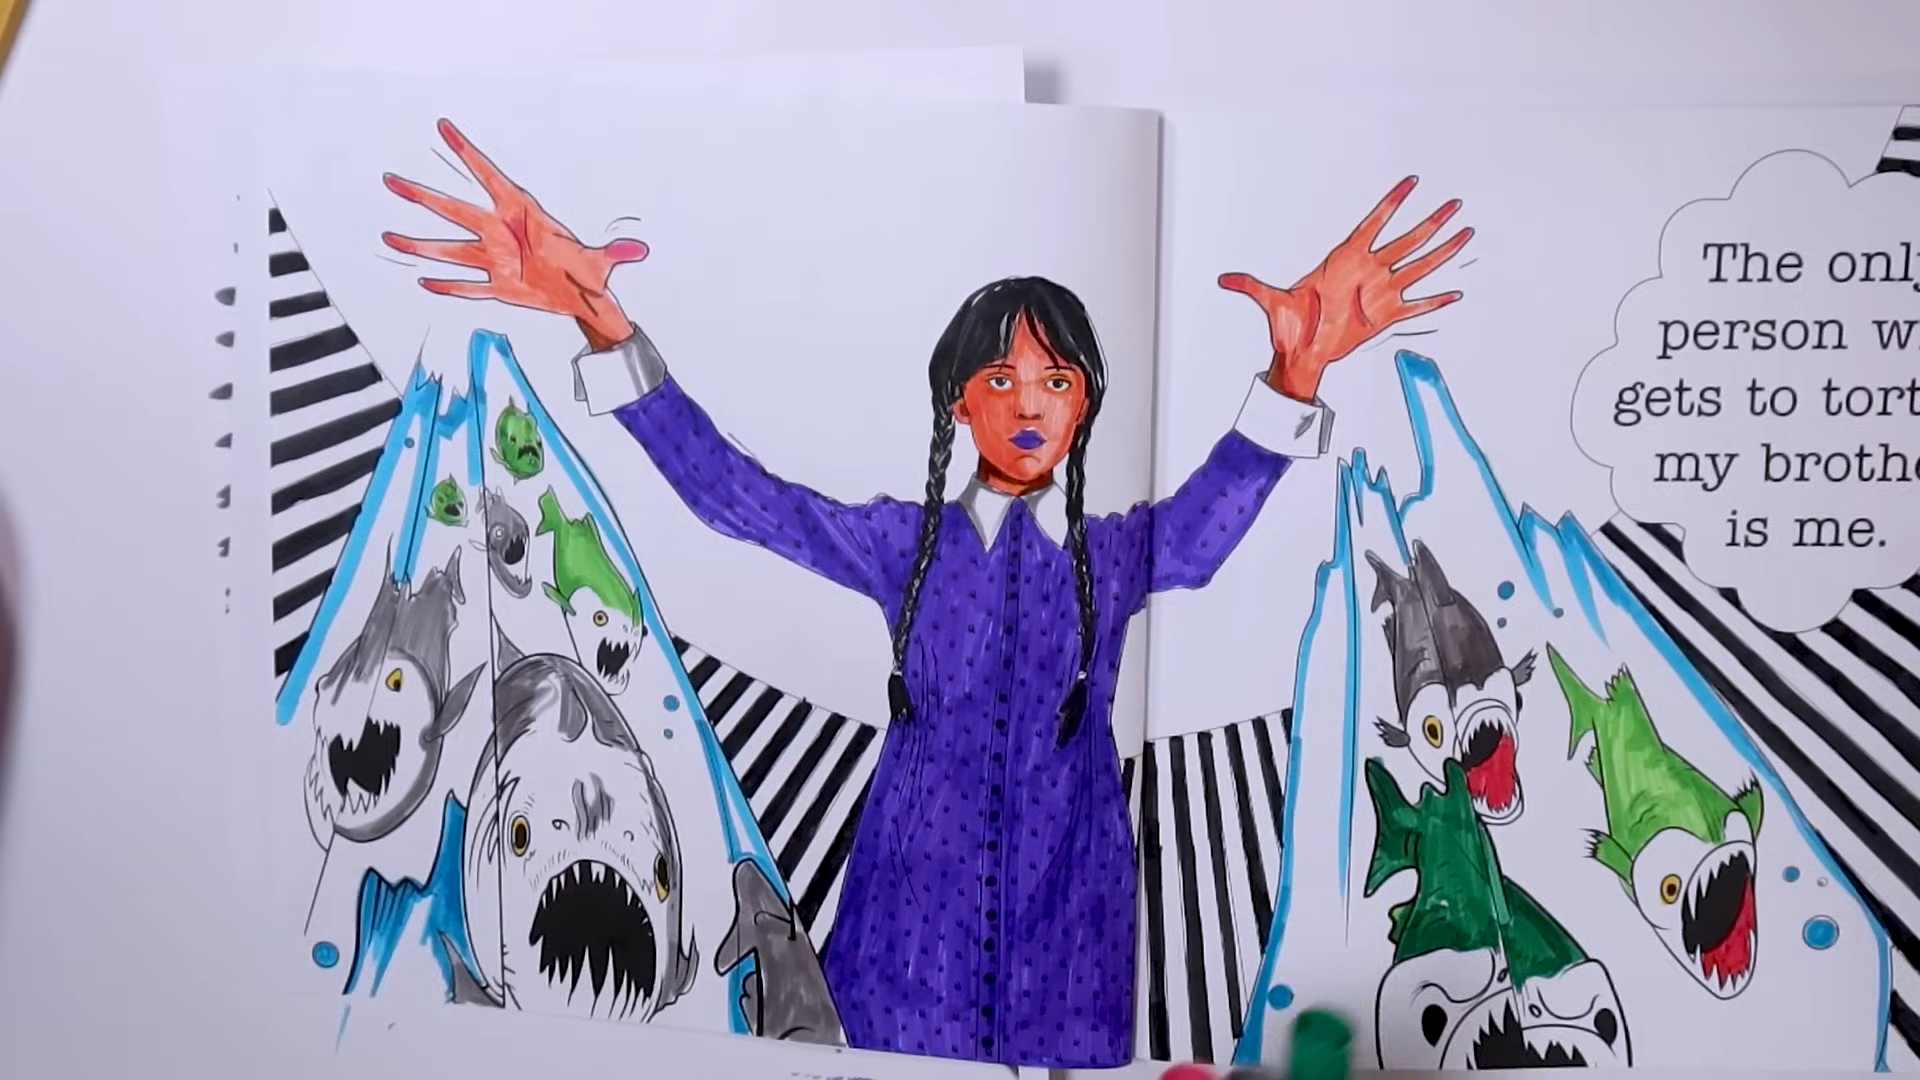 The only
person w
gets to tort
my brothe
is me.